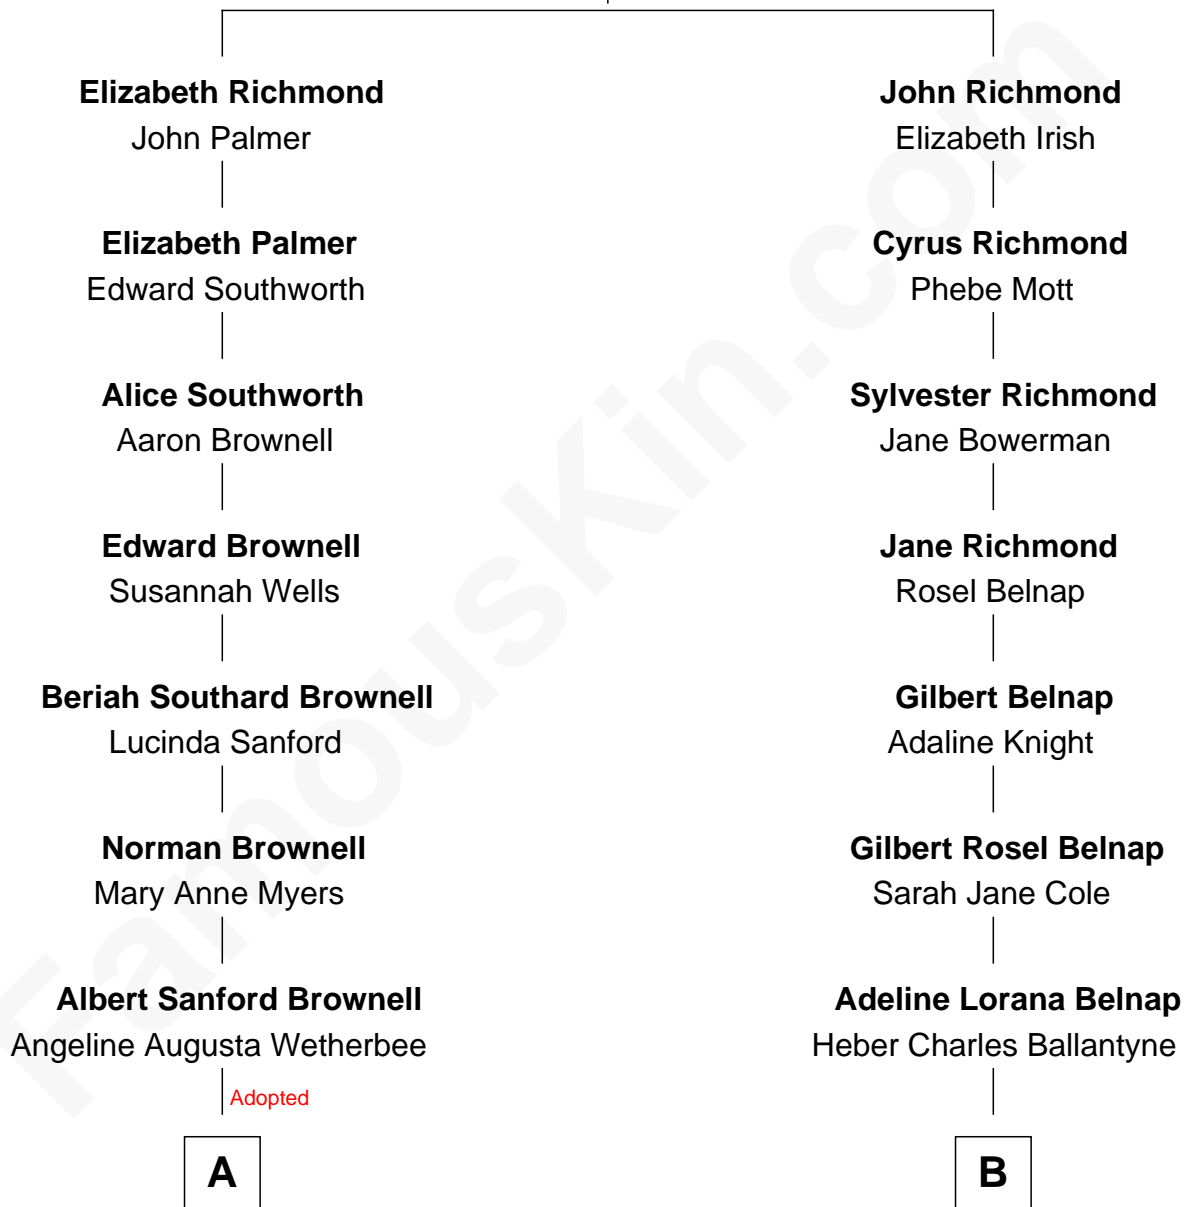 Elizabeth Richmond
John Palmer
Elizabeth Palmer
Edward Southworth
Alice Southworth
Aaron Brownell
Edward Brownell
Susannah Wells
Beriah Southard Brownell
Lucinda Sanford
Norman Brownell
Mary Anne Myers
Albert Sanford Brownell
Angeline Augusta Wetherbee
Adopted
A
John Richmond
Elizabeth Irish
Cyrus Richmond
Phebe Mott
Sylvester Richmond
Jane Bowerman
Jane Richmond
Rosel Belnap
Gilbert Belnap
Adaline Knight
Gilbert Rosel Belnap
Sarah Jane Cole
Adeline Lorana Belnap
Heber Charles Ballantyne
B
FamousKin.com